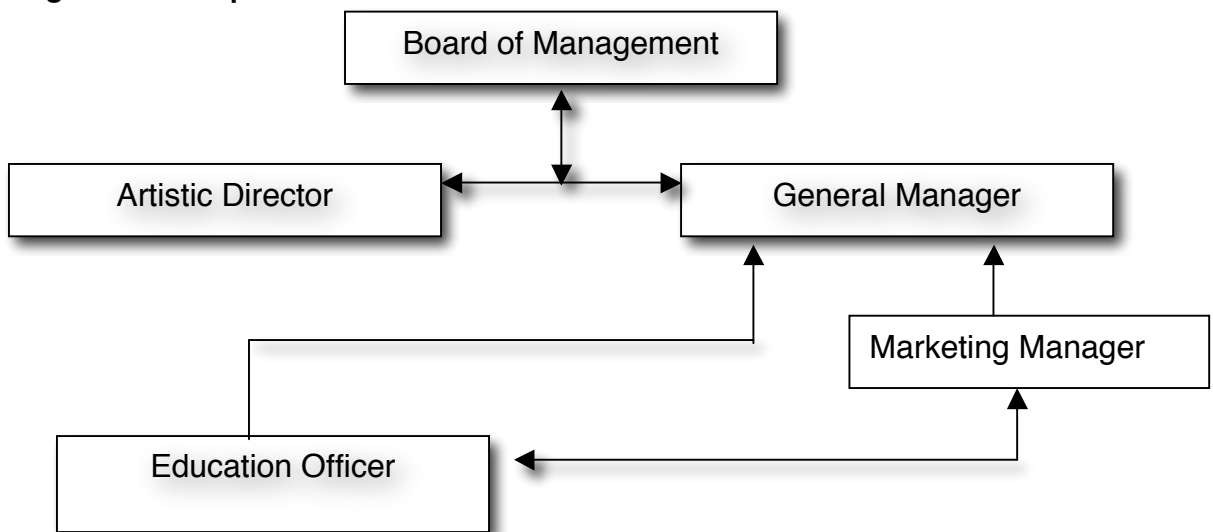 Board of Management
Artistic Director
General Manager
Marketing Manager
Education Officer